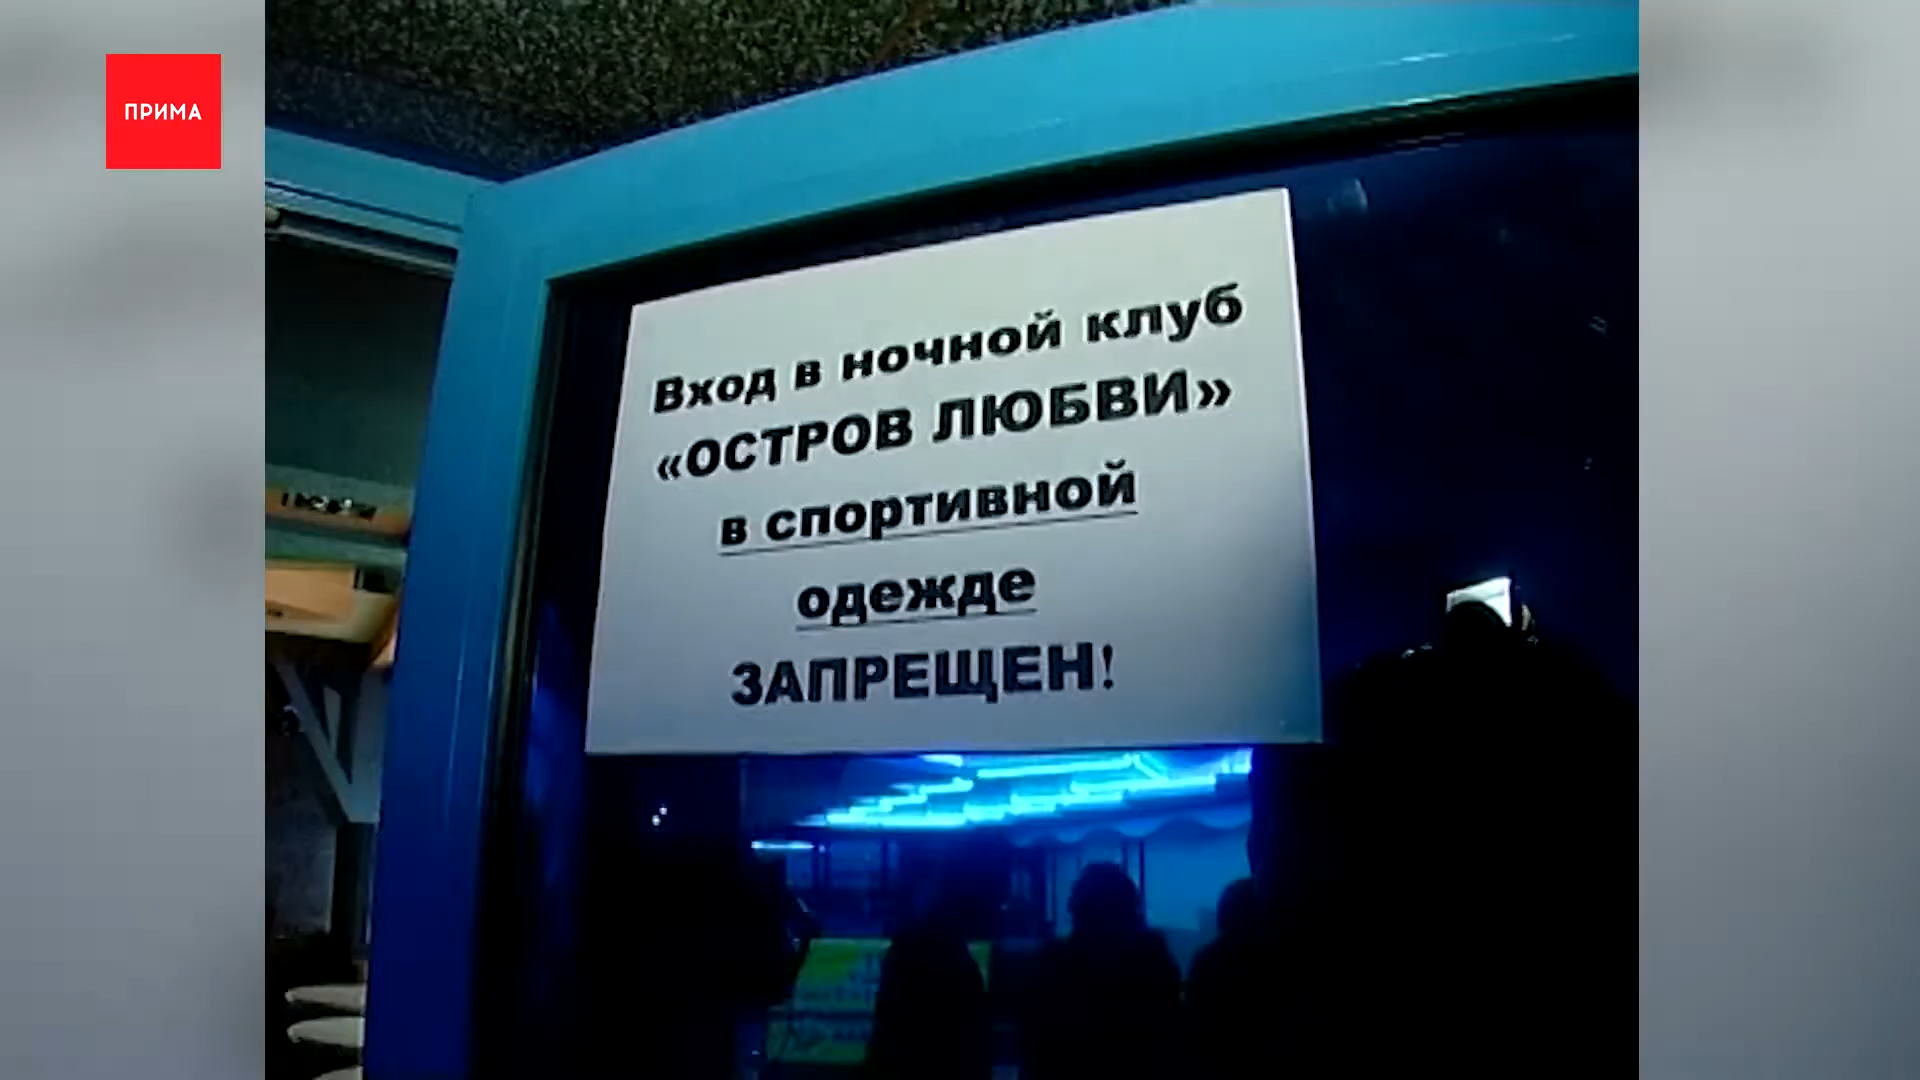 ПРИМА
Вход в ночной клуб
«ОСТРОВ ЛЮБВИ»
в спортивной
одежде
ЗАПРЕЩЕН!